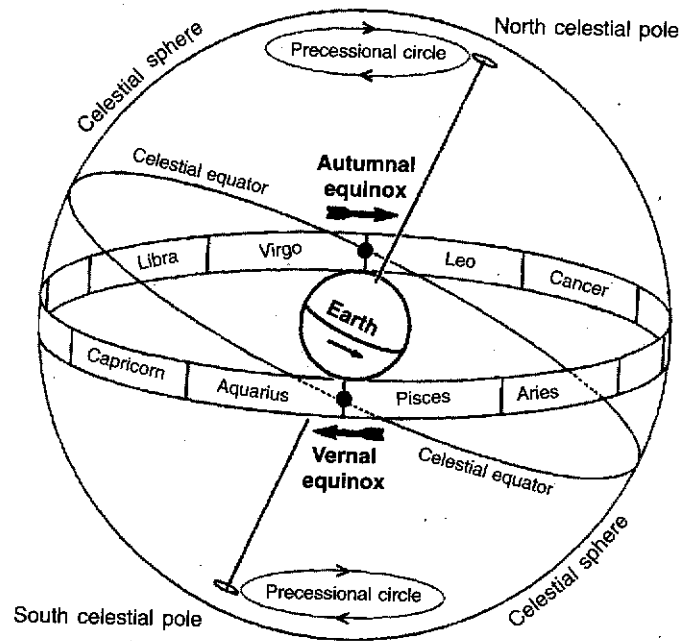 North celestial pole
Precessional circle
Celestial sphere
Celestial equator
Autumnal
equinox
Libra
Virgo
Leo
Cancer
Earth
Capricorn
Aquarius
Pisces
Aries
Vernal
equinox
Celestial equator
Celestial sphere
Precessional circle
South celestial pole